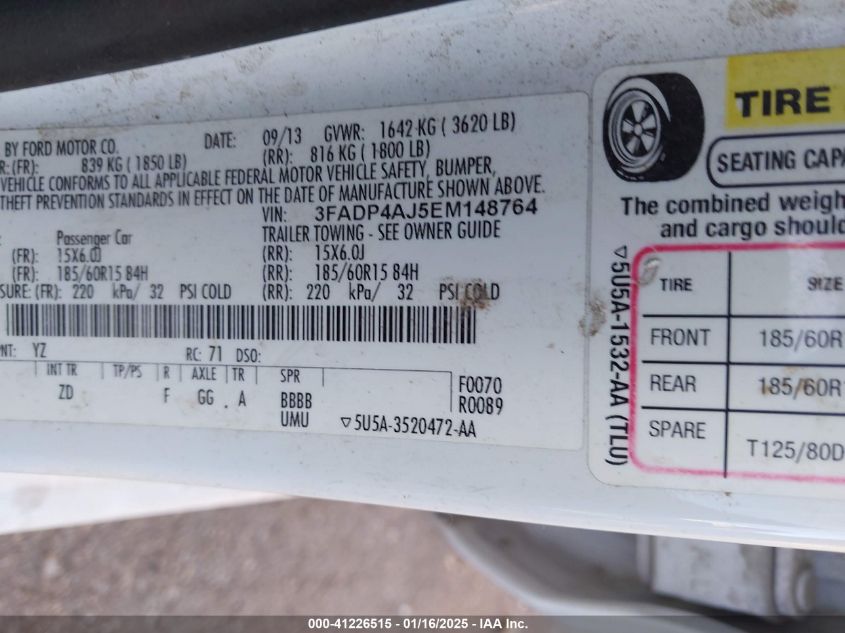 BY FORD MOTOR CO. DATE: 09/13 GVWR: 1642 KG ( 3620 LB)
R:(FR): 839 KG ( 1850 LB) (RR): 816 KG ( 1800 LB)
VEHICLE CONFORMS TO ALL APPLICABLE FEDERAL MOTOR VEHICLE SAFETY, BUMPER,
THEFT PREVENTION STANDARDS IN EFFECT ON THE DATE OF MANUFACTURE SHOWN ABOVE.
VIN: 3FADP4AJ5EM148764
Passenger Car TRAILER TOWING - SEE OWNER GUIDE
(FR): 15X6.0J (RR): 15X6.0J
(FR): 185/60R15 84H (RR): 185/60R15 84H
SURE: (FR): 220 kPa/ 32 PSI COLD (RR): 220 kPa/ 32 PSI COLD
PNT: YZ RC: 71 DSO:
INT TR TP/PS R AXLE TR SPR
ZD F GG . A BBBB
UMU
F0070
R0089
▽5U5A-3520472-AA
TIRE
SEATING CAPA
The combined weigh
and cargo shoul
▽5U5A-1532-AA (TLU)
TIRE SIZE
FRONT 185/60R
REAR 185/60R
SPARE T125/80D
000-41226515 - 01/16/2025 - IAAI.COM INC.